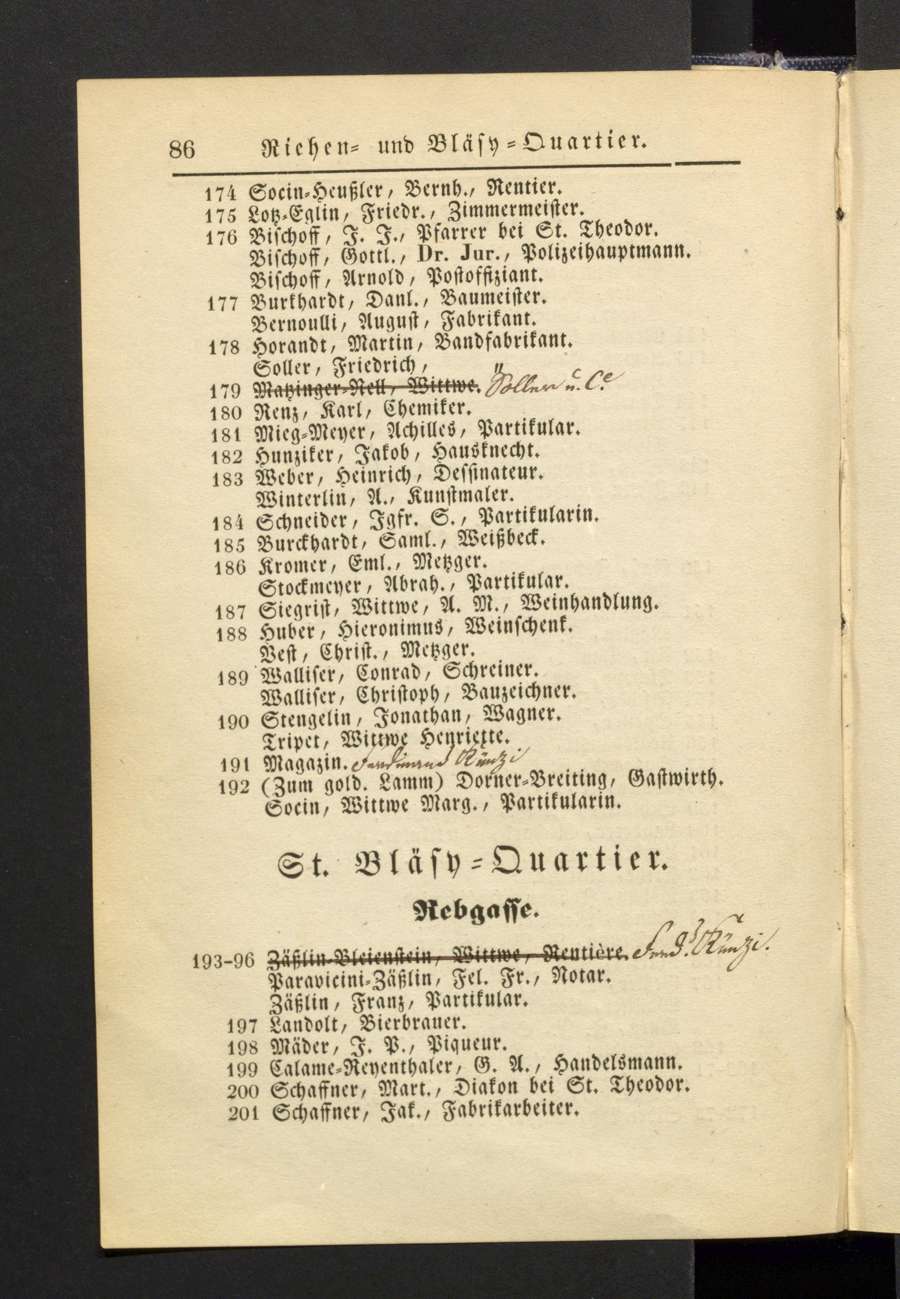 86 Riehen- und Bläsy-Quartier.
174 Socin-Heußler, Bernh., Rentier.
175 Lotz-Eglin, Friedr., Zimmermeister.
176 Bischoff, J. J., Pfarrer bei St. Theodor.
Bischoff, Gottl., Dr. Jur., Polizeihauptmann.
Bischoff, Arnold, Postoffiziant.
177 Burkhardt, Danl., Baumeister.
Bernoulli, August, Fabrikant.
178 Horandt, Martin, Bandfabrikant.
Soller, Friedrich, "
179 Matzinger-Nell, Wittwe. Soller u. Ce
180 Renz, Karl, Chemiker.
181 Mieg-Meyer, Achilles, Partikular.
182 Hunziker, Jakob, Hausknecht.
183 Weber, Heinrich, Dessinateur.
Winterlin, A., Kunstmaler.
184 Schneider, Jgfr. S., Partikularin.
185 Burckhardt, Saml., Weißbeck.
186 Kromer, Eml., Metzger.
Stockmeyer, Abrah., Partikular.
187 Siegrist, Wittwe, A. M., Weinhandlung.
188 Huber, Hieronimus, Weinschenk.
Vest, Christ., Metzger.
189 Walliser, Conrad, Schreiner.
Walliser, Christoph, Bauzeichner.
190 Stengelin, Jonathan, Wagner.
Tripet, Wittwe Henriette.
191 Magazin. Ferdinand Künzi
192 (Zum gold. Lamm) Dorner-Breiting, Gastwirth.
Socin, Wittwe Marg., Partikularin.
St. Bläsy-Quartier.
Rebgasse.
193-96 Zäßlin-Bleienstein, Wittwe, Rentière. Ferd. Künzi.
Paravicini-Zäßlin, Fel. Fr., Notar.
Zäßlin, Franz, Partikular.
197 Landolt, Bierbrauer.
198 Mäder, J. P., Piqueur.
199 Calame-Reyenthaler, G. A., Handelsmann.
200 Schaffner, Mart., Diakon bei St. Theodor.
201 Schaffner, Jak., Fabrikarbeiter.